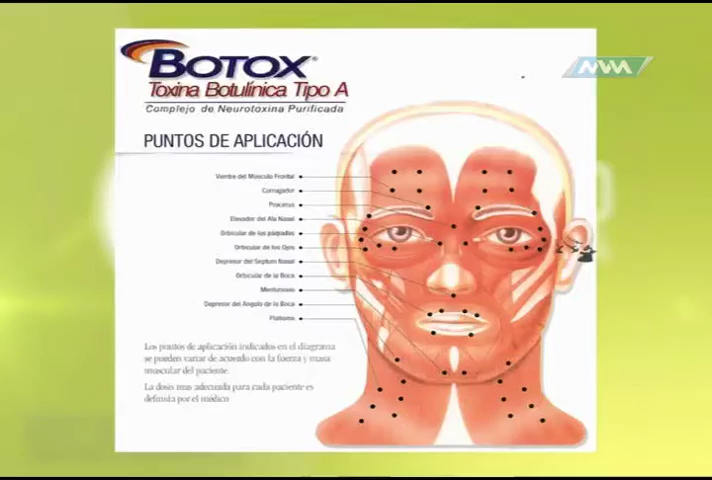 BOTOX®
Toxina Botulínica Tipo A
Complejo de Neurotoxina Purificada
PUNTOS DE APLICACIÓN
Vientre del Músculo Frontal
Corrugador
Procerus
Elevador del Ala Nasal
Orbicular de los párpados
Orbicular de los Ojos
Depresor del Septum Nasal
Orbicular de la Boca
Mentoniano
Depresor del Angulo de la Boca
Platisma
Los puntos de aplicación indicados en el diagrama
se pueden variar de acuerdo con la fuerza y masa
muscular del paciente
La dosis mas adecuada para cada paciente es
definida por el médico
NVM